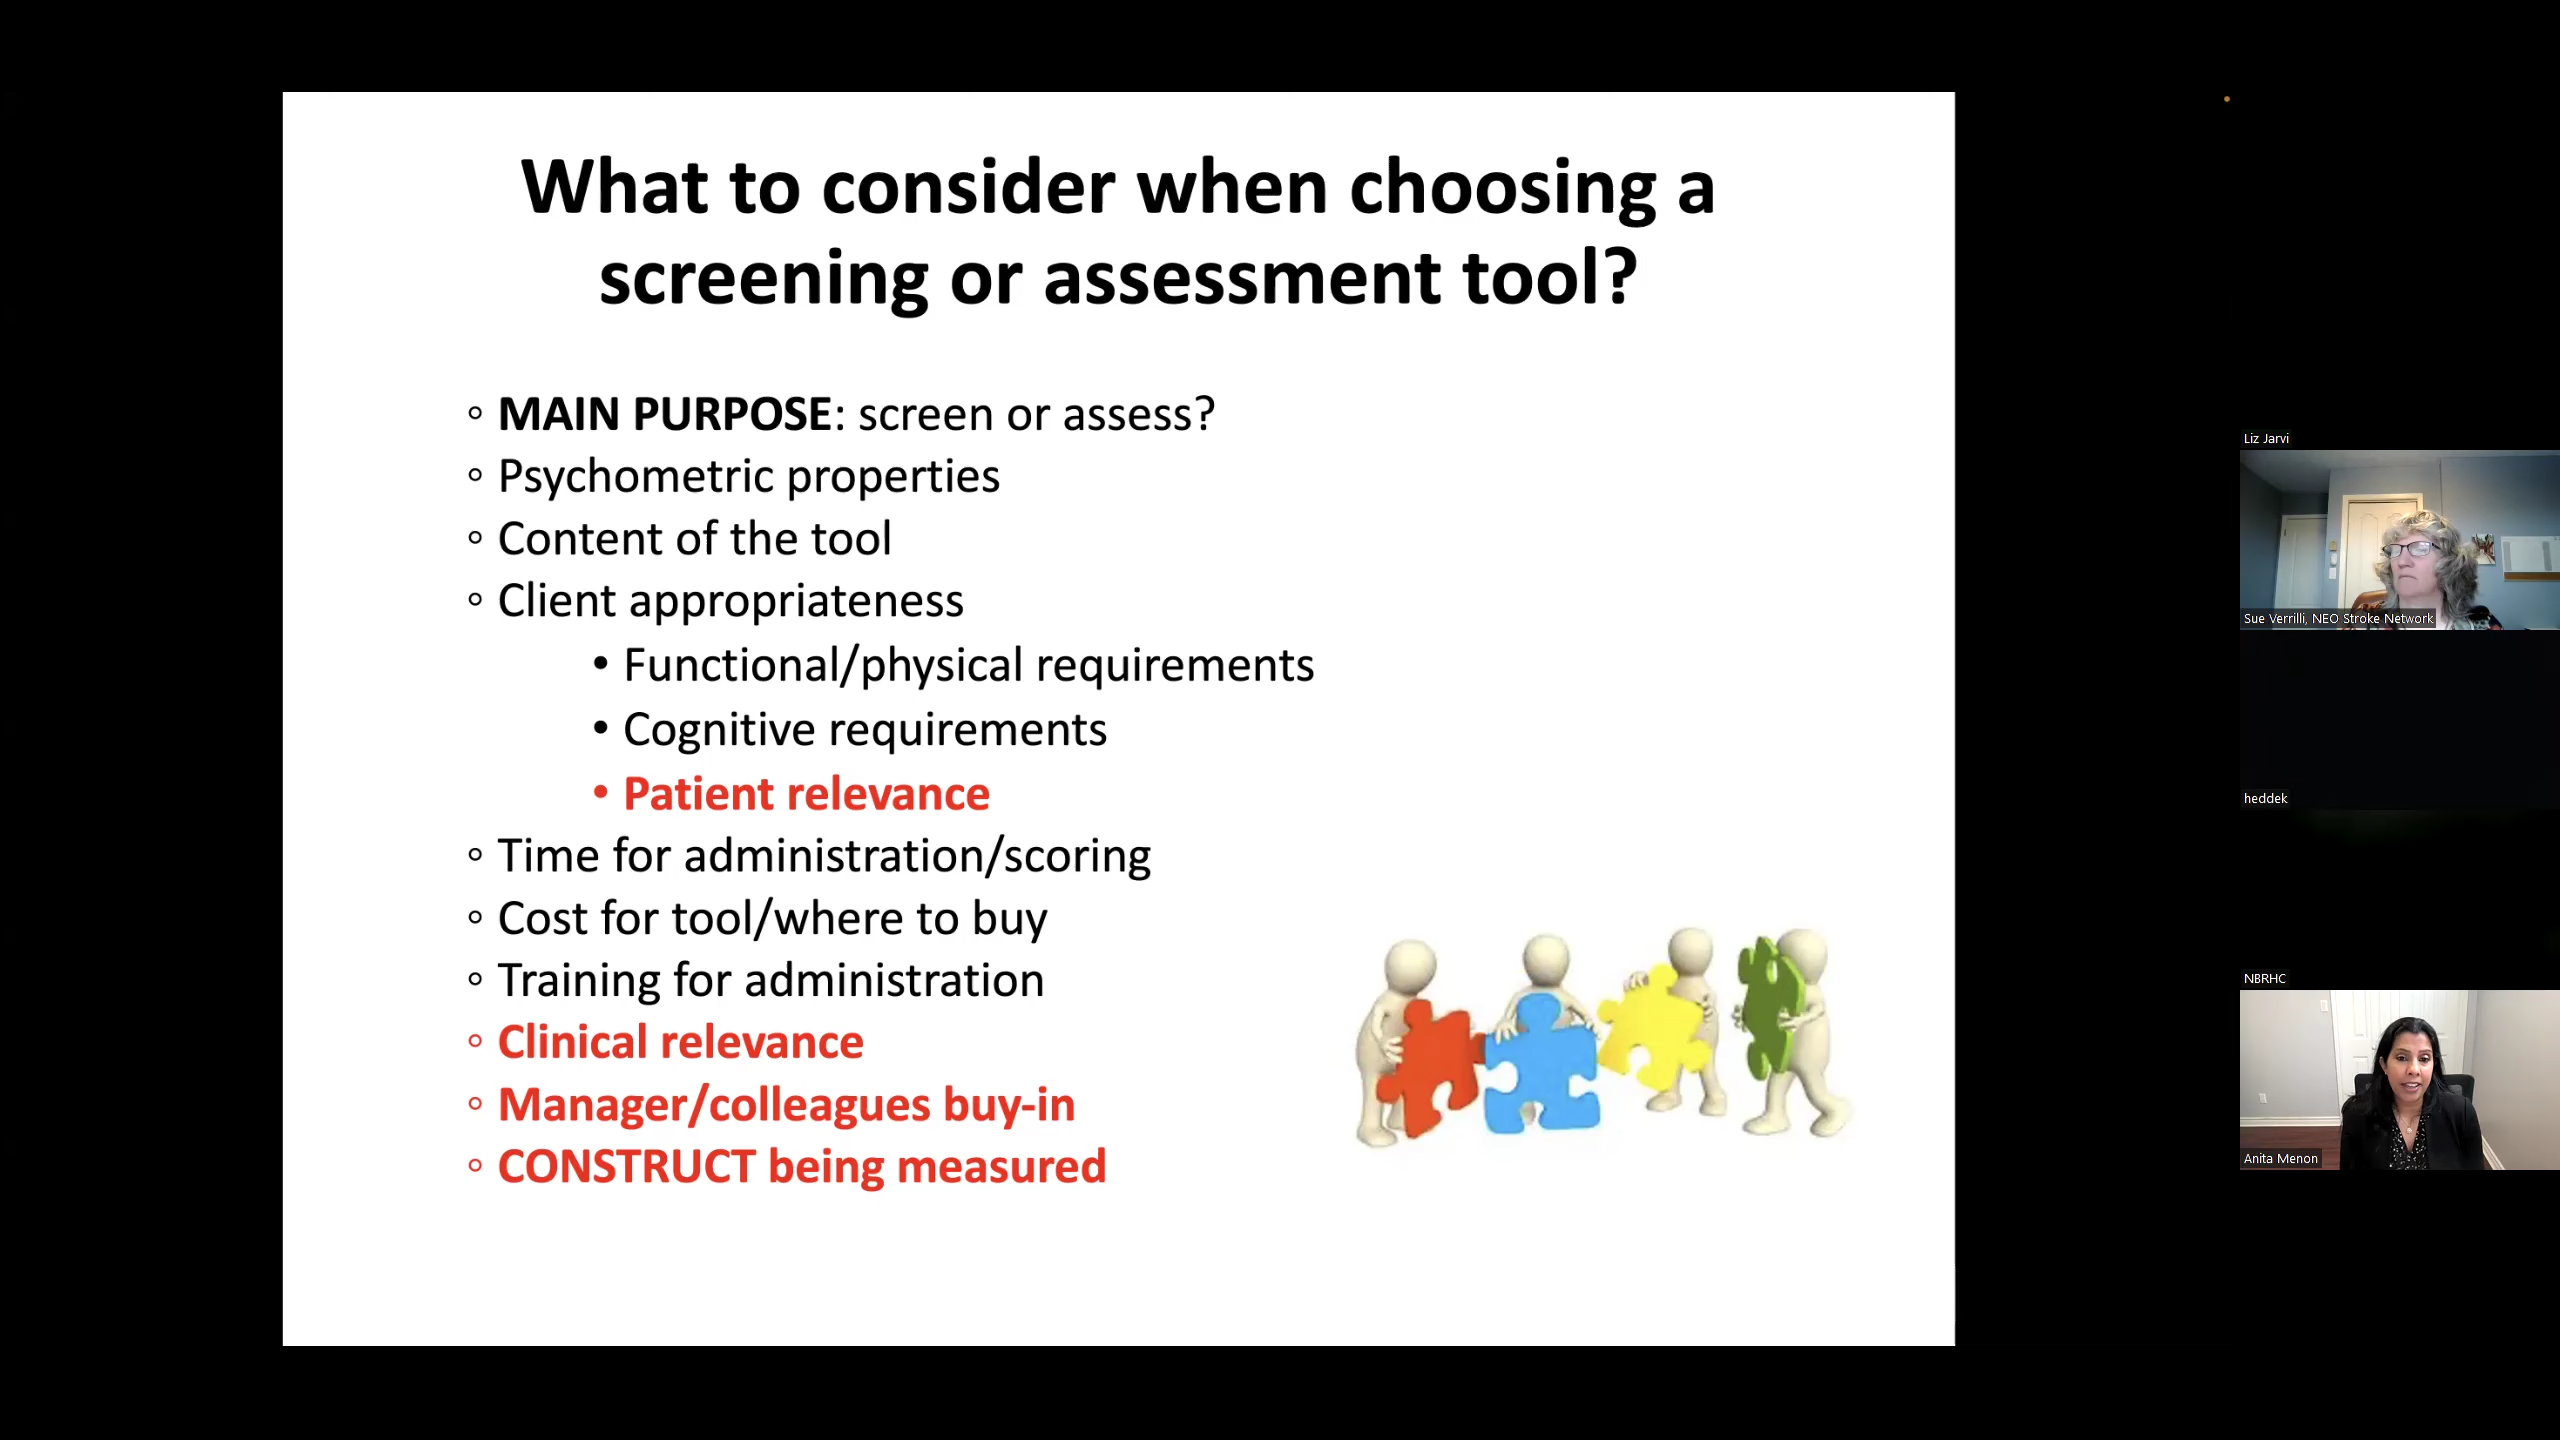 What to consider when choosing a
screening or assessment tool?
◦ MAIN PURPOSE: screen or assess?
◦ Psychometric properties
◦ Content of the tool
◦ Client appropriateness
• Functional/physical requirements
• Cognitive requirements
• Patient relevance
◦ Time for administration/scoring
◦ Cost for tool/where to buy
◦ Training for administration
◦ Clinical relevance
◦ Manager/colleagues buy-in
◦ CONSTRUCT being measured
Liz Jarvi
Sue Verrilli, NEO Stroke Network
heddek
NBRHC
Anita Menon